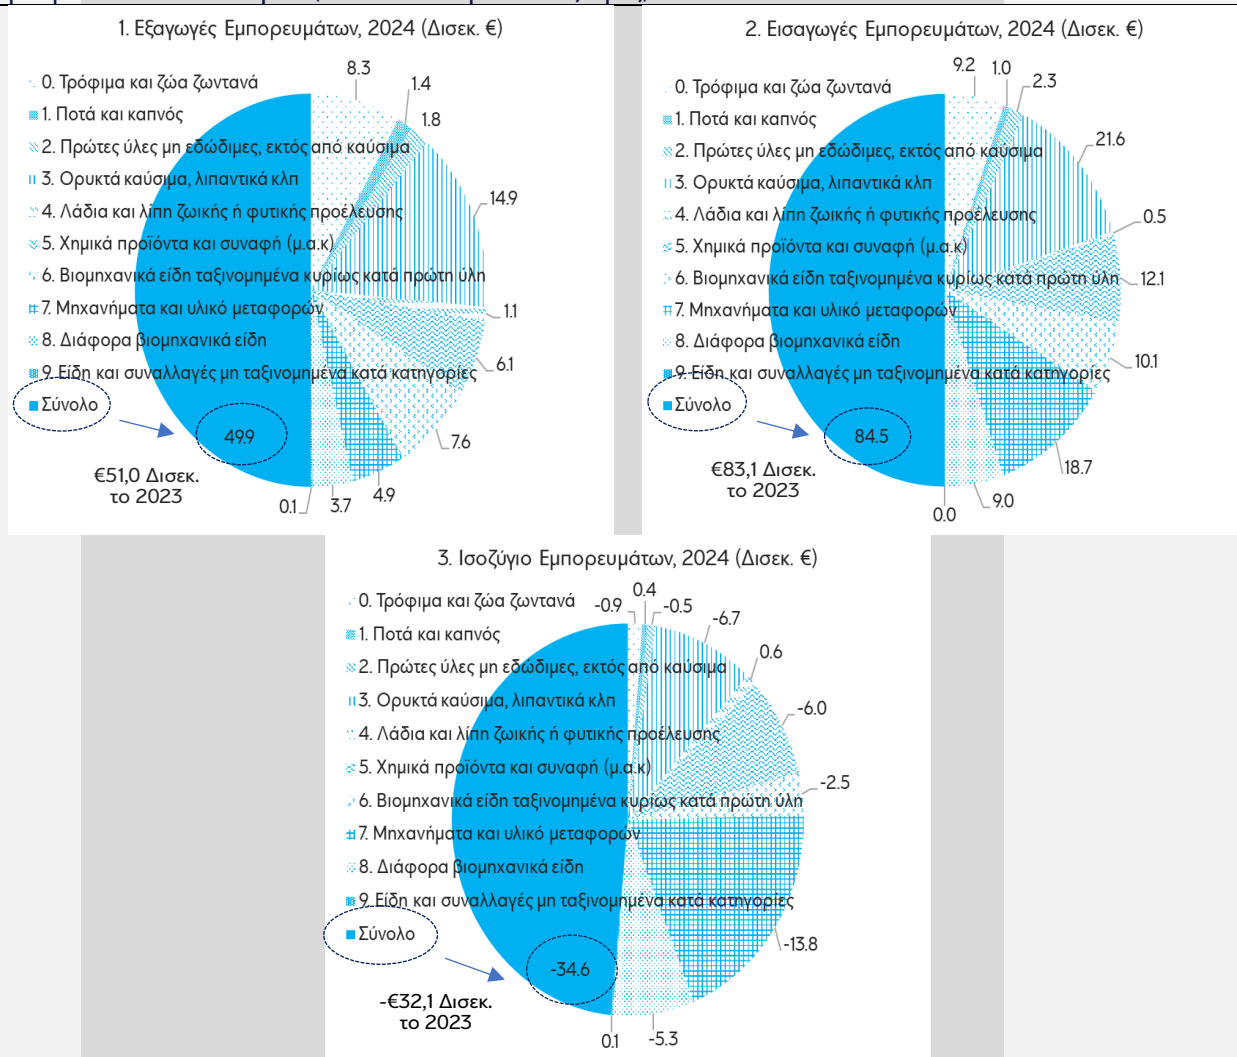 1. Εξαγωγές Εμπορευμάτων, 2024 (Δισεκ. €)
0. Τρόφιμα και ζώα ζωντανά
1. Ποτά και καπνός
2. Πρώτες ύλες μη εδώδιμες, εκτός από καύσιμα
3. Ορυκτά καύσιμα, λιπαντικά κλπ
4. Λάδια και λίπη ζωικής ή φυτικής προέλευσης
5. Χημικά προϊόντα και συναφή (μ.α.κ)
6. Βιομηχανικά είδη ταξινομημένα κυρίως κατά πρώτη ύλη
7. Μηχανήματα και υλικό μεταφορών
8. Διάφορα βιομηχανικά είδη
9. Είδη και συναλλαγές μη ταξινομημένα κατά κατηγορίες
Σύνολο
8.3
1.4
1.8
14.9
1.1
6.1
7.6
4.9
3.7
0.1
49.9
€51,0 Δισεκ.
το 2023
2. Εισαγωγές Εμπορευμάτων, 2024 (Δισεκ. €)
0. Τρόφιμα και ζώα ζωντανά
1. Ποτά και καπνός
2. Πρώτες ύλες μη εδώδιμες, εκτός από καύσιμα
3. Ορυκτά καύσιμα, λιπαντικά κλπ
4. Λάδια και λίπη ζωικής ή φυτικής προέλευσης
5. Χημικά προϊόντα και συναφή (μ.α.κ)
6. Βιομηχανικά είδη ταξινομημένα κυρίως κατά πρώτη ύλη
7. Μηχανήματα και υλικό μεταφορών
8. Διάφορα βιομηχανικά είδη
9. Είδη και συναλλαγές μη ταξινομημένα κατά κατηγορίες
Σύνολο
9.2
1.0
2.3
21.6
0.5
12.1
10.1
18.7
9.0
0.0
84.5
€83,1 Δισεκ.
το 2023
3. Ισοζύγιο Εμπορευμάτων, 2024 (Δισεκ. €)
0. Τρόφιμα και ζώα ζωντανά
1. Ποτά και καπνός
2. Πρώτες ύλες μη εδώδιμες, εκτός από καύσιμα
3. Ορυκτά καύσιμα, λιπαντικά κλπ
4. Λάδια και λίπη ζωικής ή φυτικής προέλευσης
5. Χημικά προϊόντα και συναφή (μ.α.κ)
6. Βιομηχανικά είδη ταξινομημένα κυρίως κατά πρώτη ύλη
7. Μηχανήματα και υλικό μεταφορών
8. Διάφορα βιομηχανικά είδη
9. Είδη και συναλλαγές μη ταξινομημένα κατά κατηγορίες
Σύνολο
-0.9
0.4
-0.5
-6.7
0.6
-6.0
-2.5
-13.8
-5.3
0.1
-34.6
-€32,1 Δισεκ.
το 2023